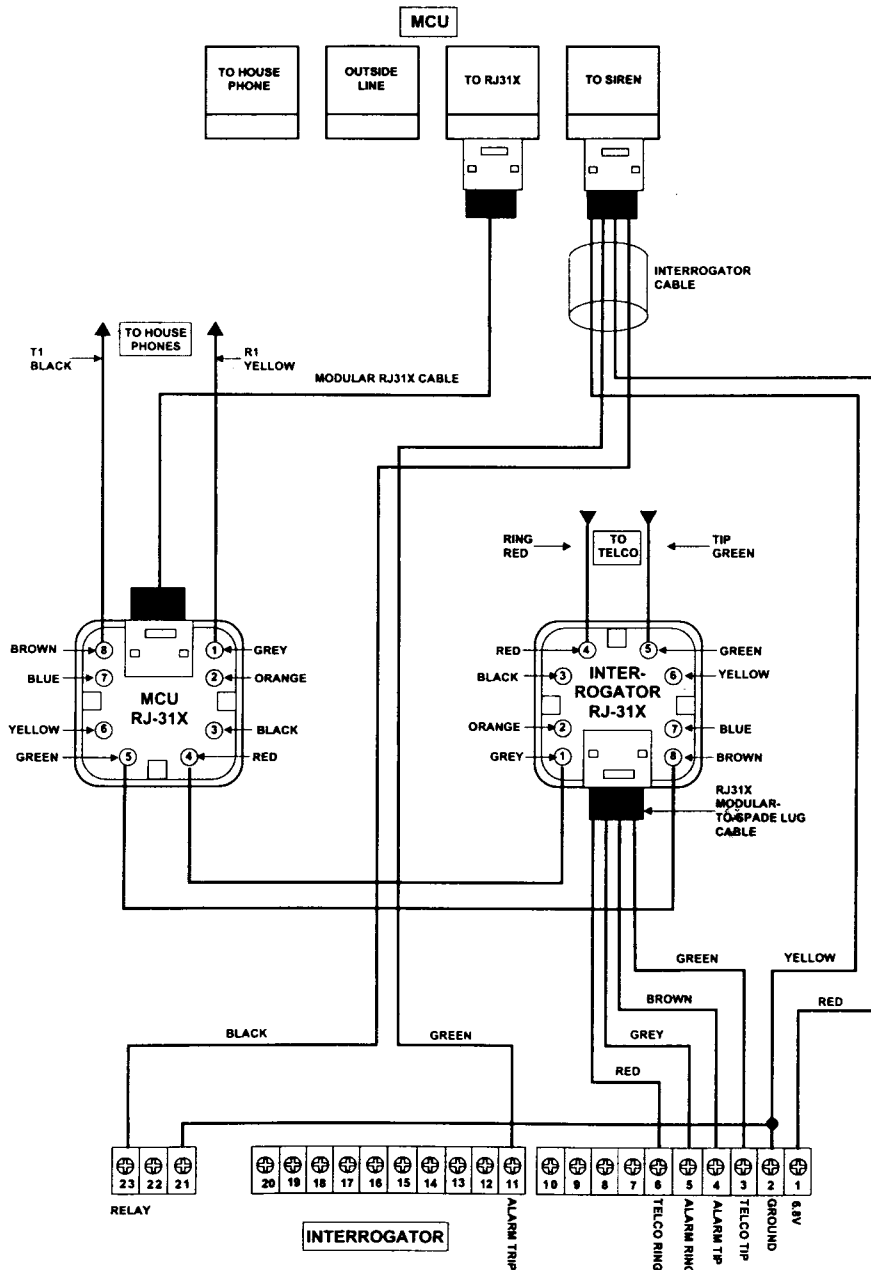 MCU
TO HOUSE
PHONE
OUTSIDE
LINE
TO RJ31X
TO SIREN
INTERROGATOR
CABLE
TO HOUSE
PHONES
T1
BLACK
R1
YELLOW
MODULAR RJ31X CABLE
RING
RED
TO
TELCO
TIP
GREEN
BROWN
8
1
GREY
BLUE
7
2
ORANGE
MCU
RJ-31X
YELLOW
6
3
BLACK
GREEN
5
4
RED
RED
4
5
GREEN
BLACK
3
6
YELLOW
INTER-
ROGATOR
RJ-31X
ORANGE
2
7
BLUE
GREY
1
8
BROWN
RJ31X
MODULAR-
TO-SPADE LUG
CABLE
GREEN
YELLOW
BROWN
RED
BLACK
GREEN
GREY
RED
23 22 21
20 19 18 17 16 15 14 13 12 11
10 9 8 7 6 5 4 3 2 1
RELAY
INTERROGATOR
ALARM TRIP
TELCO RING
ALARM RING
ALARM TIP
TELCO TIP
GROUND
6.8V